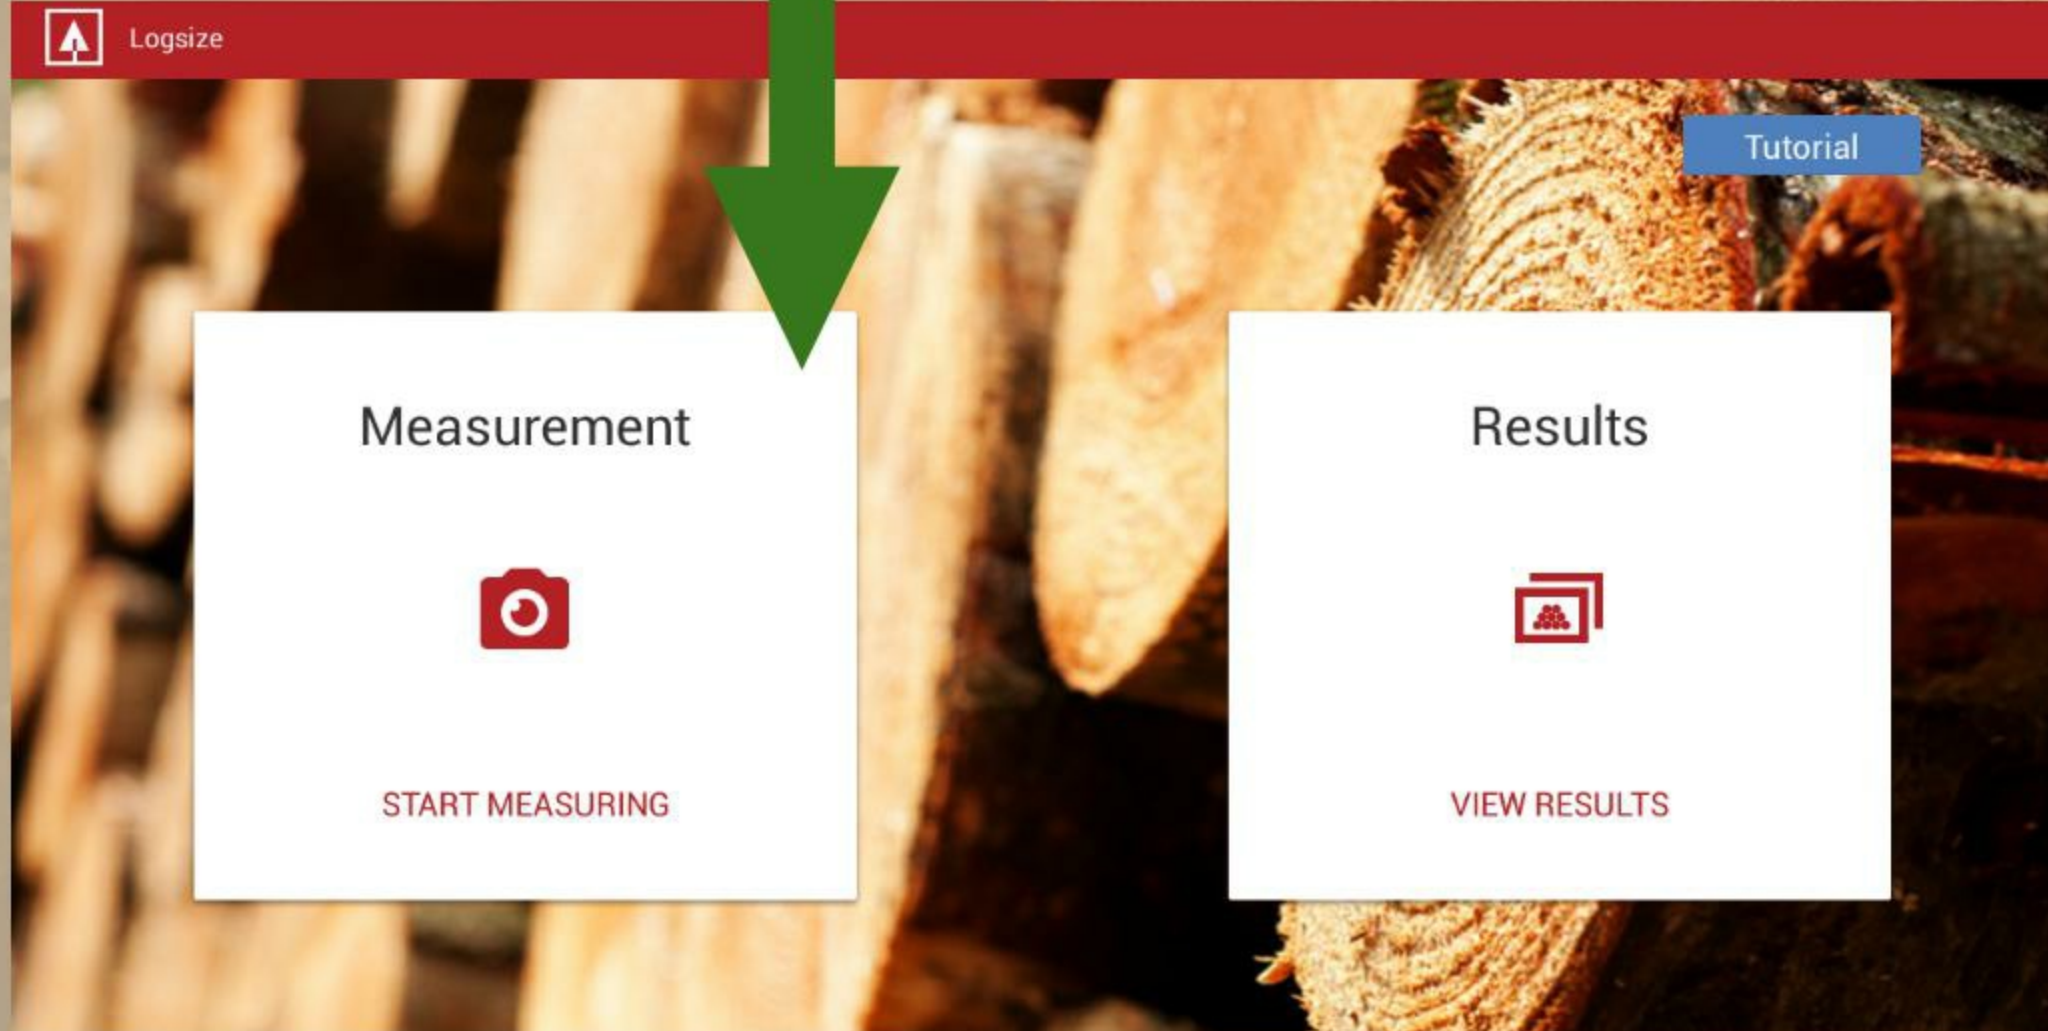 Logsize
Tutorial
Measurement
Results
START MEASURING
VIEW RESULTS